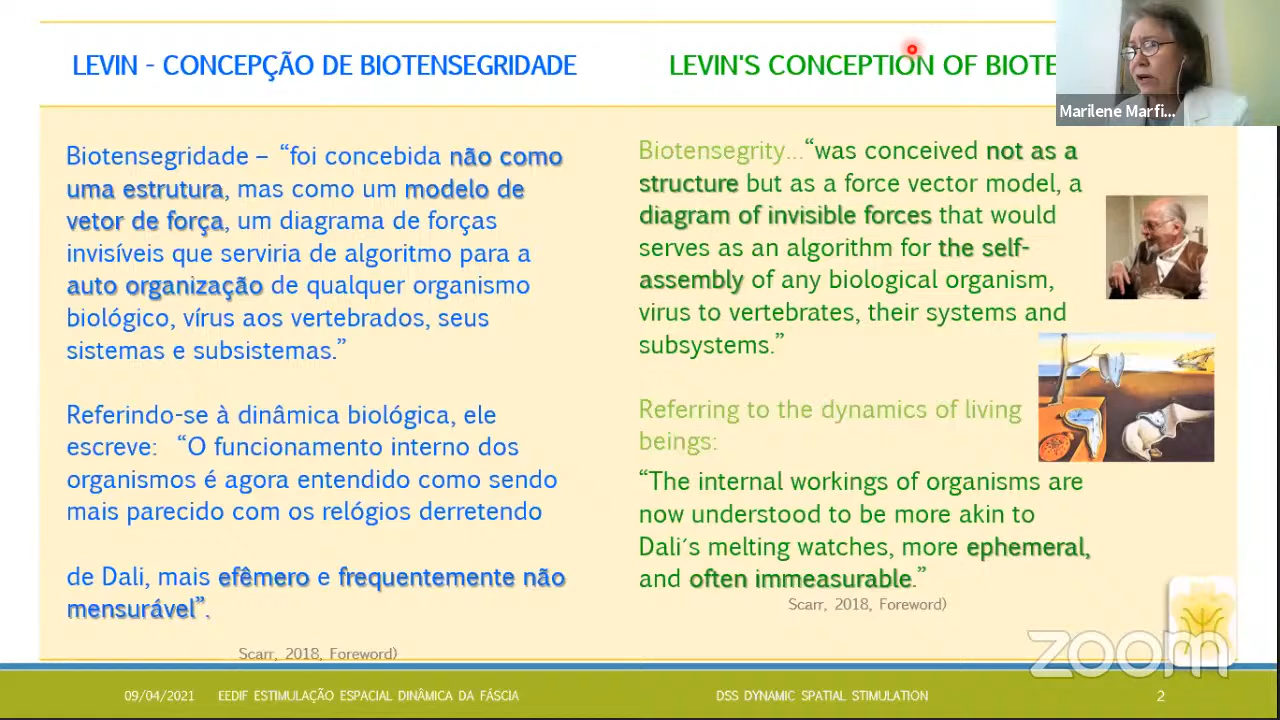 LEVIN - CONCEPÇÃO DE BIOTENSEGRIDADE
Biotensegridade – “foi concebida não como
uma estrutura, mas como um modelo de
vetor de força, um diagrama de forças
invisíveis que serviria de algoritmo para a
auto organização de qualquer organismo
biológico, vírus aos vertebrados, seus
sistemas e subsistemas.”
Referindo-se à dinâmica biológica, ele
escreve: “O funcionamento interno dos
organismos é agora entendido como sendo
mais parecido com os relógios derretendo
de Dali, mais efêmero e frequentemente não
mensurável”.
Scarr, 2018, Foreword)
LEVIN'S CONCEPTION OF BIOTE
Marilene Marfi...
Biotensegrity...“was conceived not as a
structure but as a force vector model, a
diagram of invisible forces that would
serves as an algorithm for the self-
assembly of any biological organism,
virus to vertebrates, their systems and
subsystems.”
Referring to the dynamics of living
beings:
“The internal workings of organisms are
now understood to be more akin to
Dali´s melting watches, more ephemeral,
and often immeasurable.”
Scarr, 2018, Foreword)
zoom
09/04/2021 EEDIF ESTIMULAÇÃO ESPACIAL DINÂMICA DA FÁSCIA DSS DYNAMIC SPATIAL STIMULATION 2